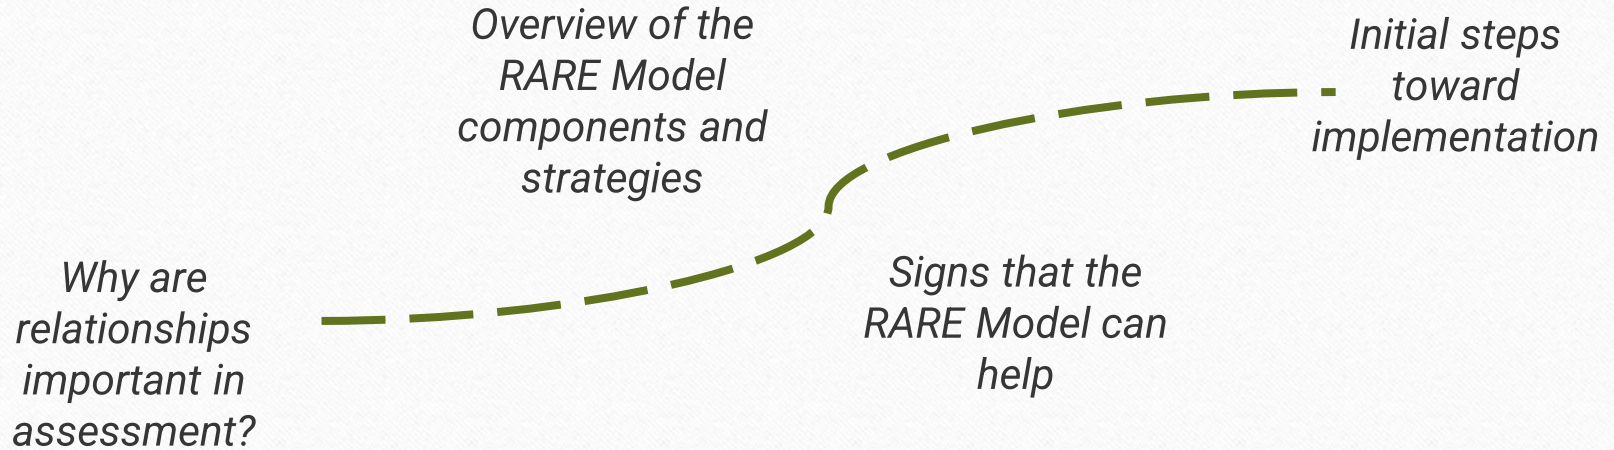 Why are
relationships
important in
assessment?
Overview of the
RARE Model
components and
strategies
Signs that the
RARE Model can
help
Initial steps
toward
implementation